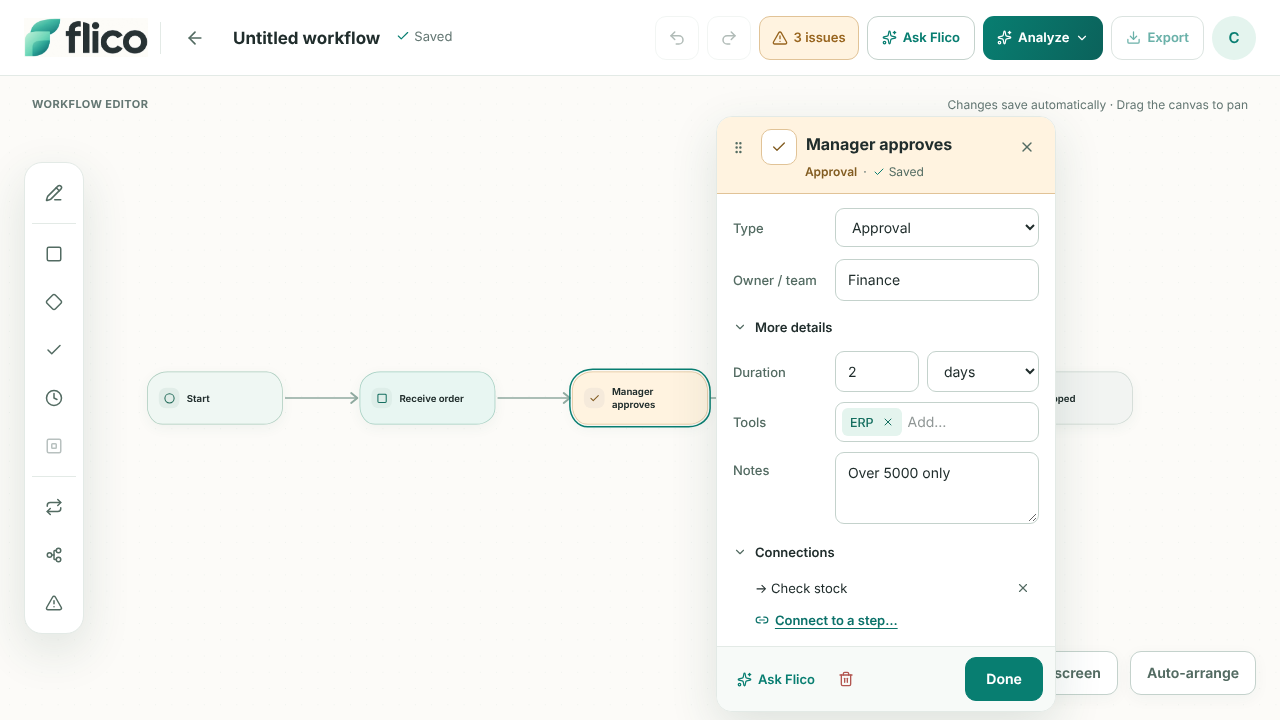 flico
Untitled workflow
Saved
3 issues
Ask Flico
Analyze
Export
C
WORKFLOW EDITOR
Changes save automatically · Drag the canvas to pan
Manager approves
Approval · Saved
Type
Approval
Owner / team
Finance
More details
Duration
2
days
Tools
ERP
Add...
Notes
Over 5000 only
Connections
→ Check stock
Connect to a step...
Ask Flico
Done
Start
Receive order
Manager
approves
screen
Auto-arrange